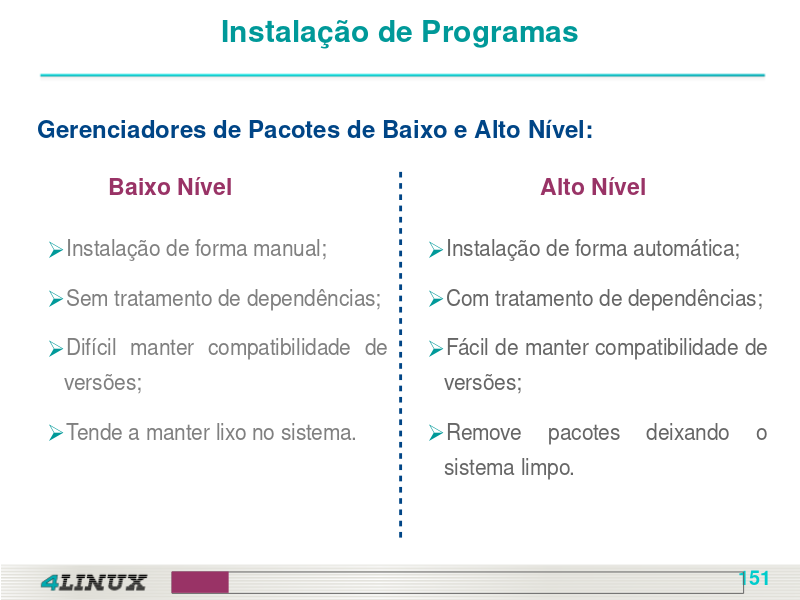 Instalação de Programas
Gerenciadores de Pacotes de Baixo e Alto Nível:
Baixo Nível
Instalação de forma manual;
Sem tratamento de dependências;
Difícil manter compatibilidade de
versões;
Tende a manter lixo no sistema.
Alto Nível
Instalação de forma automática;
Com tratamento de dependências;
Fácil de manter compatibilidade de
versões;
Remove pacotes deixando o
sistema limpo.
4LINUX
151